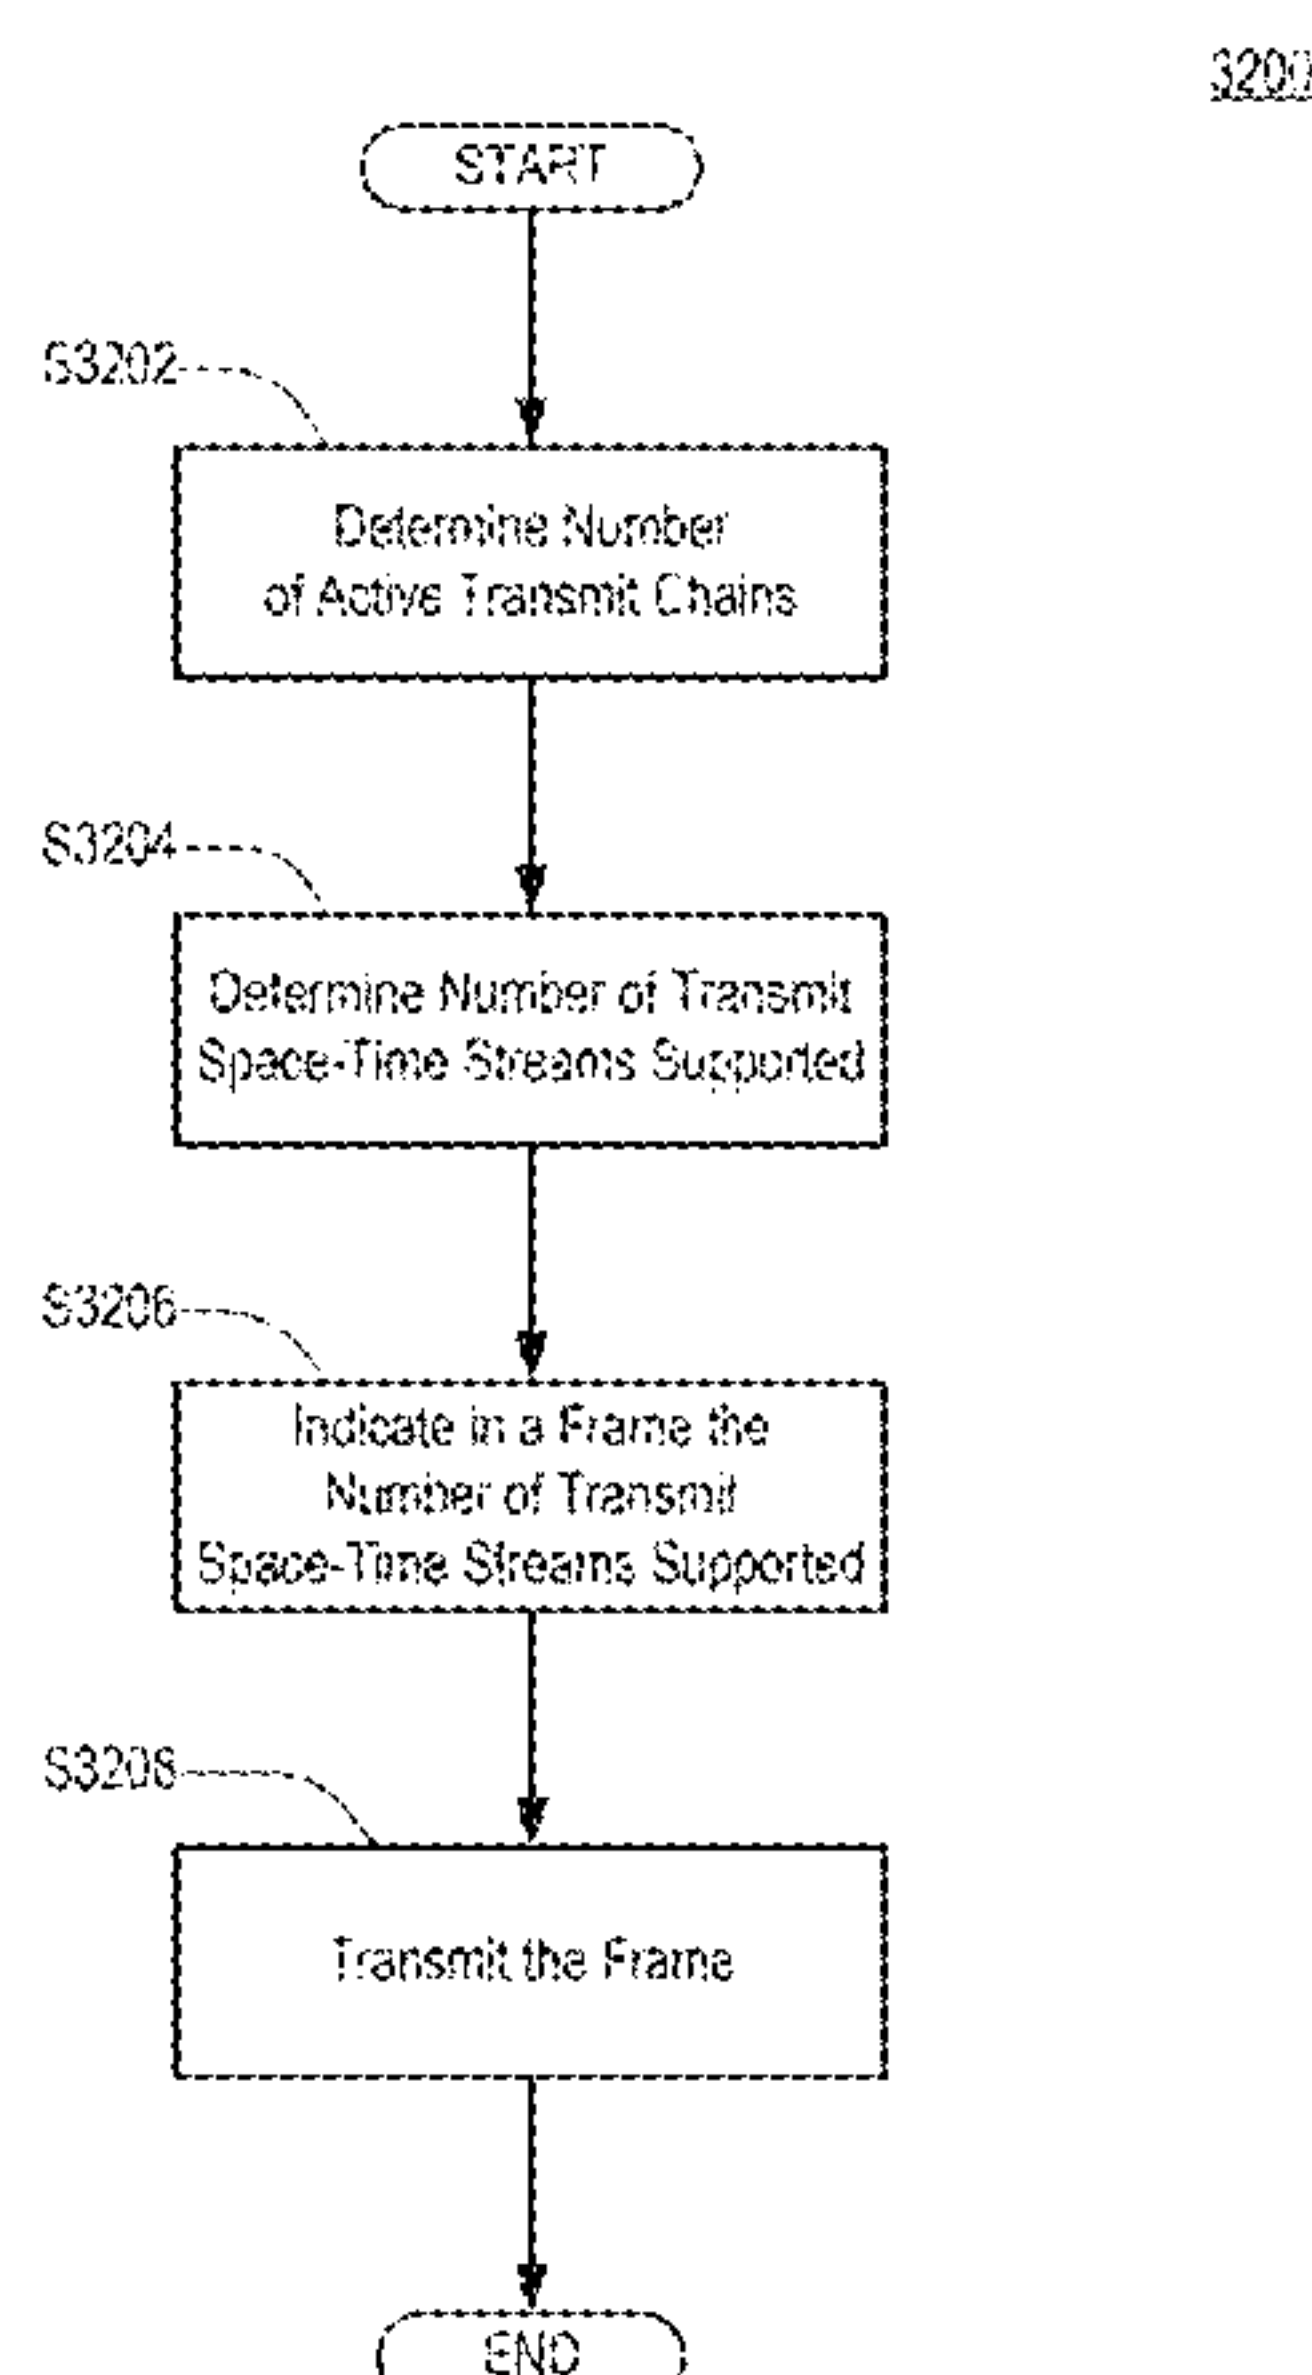 3200
START
S3202
Determine Number
of Active Transmit Chains
S3204
Determine Number of Transmit
Space-Time Streams Supported
S3206
Indicate in a Frame the
Number of Transmit
Space-Time Streams Supported
S3208
Transmit the Frame
END